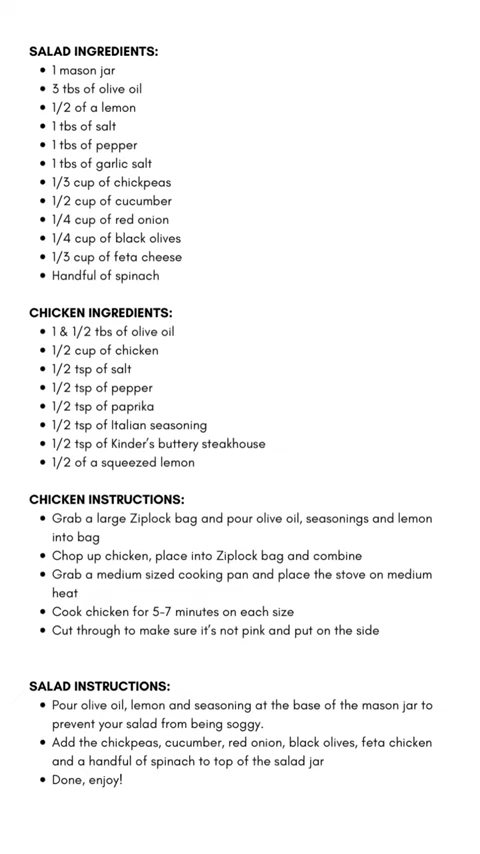 SALAD INGREDIENTS:
• 1 mason jar
• 3 tbs of olive oil
• 1/2 of a lemon
• 1 tbs of salt
• 1 tbs of pepper
• 1 tbs of garlic salt
• 1/3 cup of chickpeas
• 1/2 cup of cucumber
• 1/4 cup of red onion
• 1/4 cup of black olives
• 1/3 cup of feta cheese
• Handful of spinach
CHICKEN INGREDIENTS:
• 1 & 1/2 tbs of olive oil
• 1/2 cup of chicken
• 1/2 tsp of salt
• 1/2 tsp of pepper
• 1/2 tsp of paprika
• 1/2 tsp of Italian seasoning
• 1/2 tsp of Kinder's buttery steakhouse
• 1/2 of a squeezed lemon
CHICKEN INSTRUCTIONS:
• Grab a large Ziplock bag and pour olive oil, seasonings and lemon
into bag
• Chop up chicken, place into Ziplock bag and combine
• Grab a medium sized cooking pan and place the stove on medium
heat
• Cook chicken for 5-7 minutes on each size
• Cut through to make sure it's not pink and put on the side
SALAD INSTRUCTIONS:
• Pour olive oil, lemon and seasoning at the base of the mason jar to
prevent your salad from being soggy.
• Add the chickpeas, cucumber, red onion, black olives, feta chicken
and a handful of spinach to top of the salad jar
• Done, enjoy!